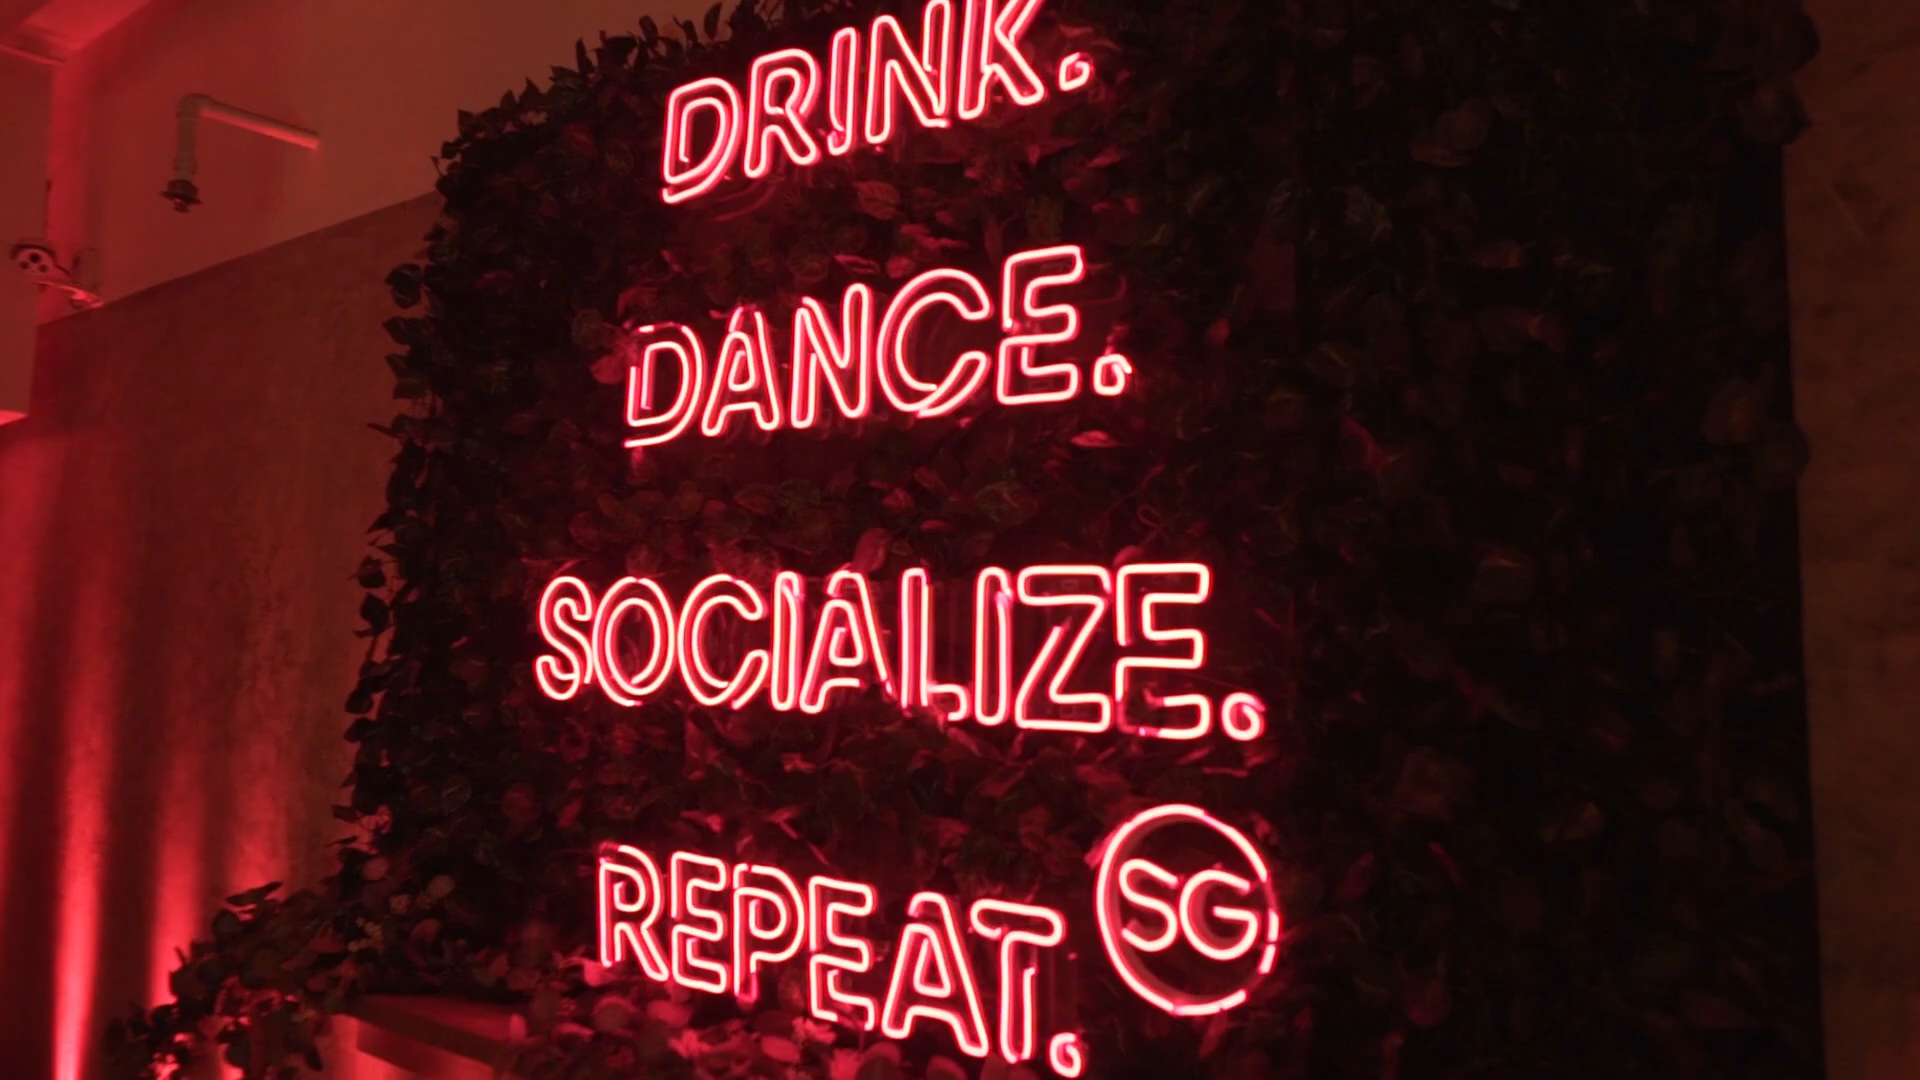 DRINK.
DANCE.
SOCIALIZE.
REPEAT.
SG